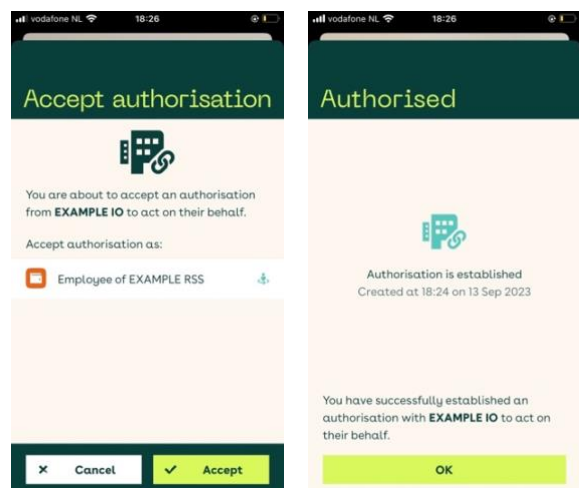 vodafone NL 18:26
Accept authorisation
You are about to accept an authorisation
from EXAMPLE IO to act on their behalf.
Accept authorisation as:
Employee of EXAMPLE RSS
Cancel
Accept
vodafone NL 18:26
Authorised
Authorisation is established
Created at 18:24 on 13 Sep 2023
You have successfully established an
authorisation with EXAMPLE IO to act on
their behalf.
OK